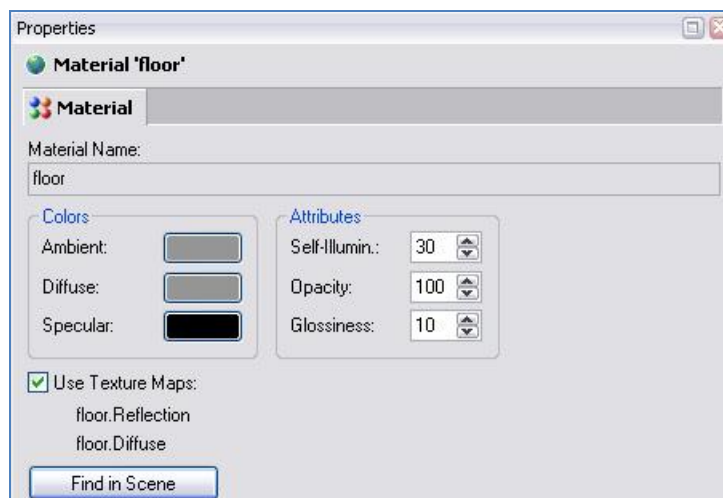 Properties
Material 'floor'
Material
Material Name:
floor
Colors
Ambient:
Diffuse:
Specular:
Attributes
Self-Illumin.: 30
Opacity: 100
Glossiness: 10
Use Texture Maps:
floor.Reflection
floor.Diffuse
Find in Scene